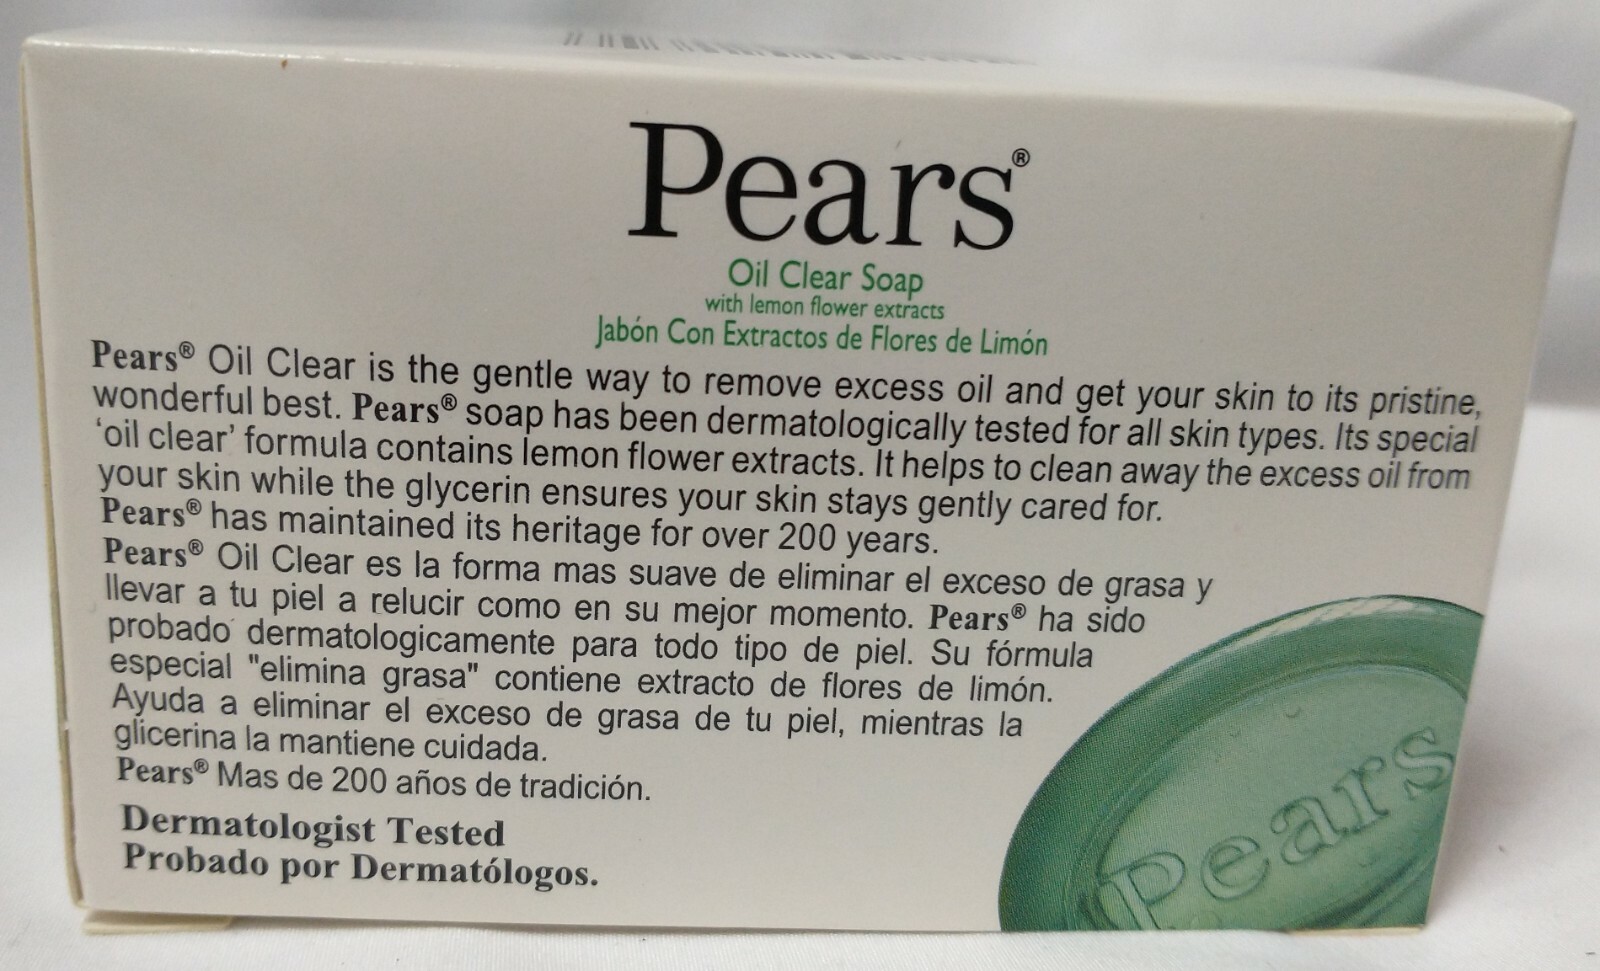 Pears®
Oil Clear Soap
with lemon flower extracts
Jabón Con Extractos de Flores de Limón
Pears® Oil Clear is the gentle way to remove excess oil and get your skin to its pristine,
wonderful best. Pears® soap has been dermatologically tested for all skin types. Its special
'oil clear' formula contains lemon flower extracts. It helps to clean away the excess oil from
your skin while the glycerin ensures your skin stays gently cared for.
Pears® has maintained its heritage for over 200 years.
Pears® Oil Clear es la forma mas suave de eliminar el exceso de grasa y
llevar a tu piel a relucir como en su mejor momento. Pears® ha sido
probado dermatologicamente para todo tipo de piel. Su fórmula
especial "elimina grasa" contiene extracto de flores de limón.
Ayuda a eliminar el exceso de grasa de tu piel, mientras la
glicerina la mantiene cuidada.
Pears® Mas de 200 años de tradición.
Dermatologist Tested
Probado por Dermatólogos.
Pears